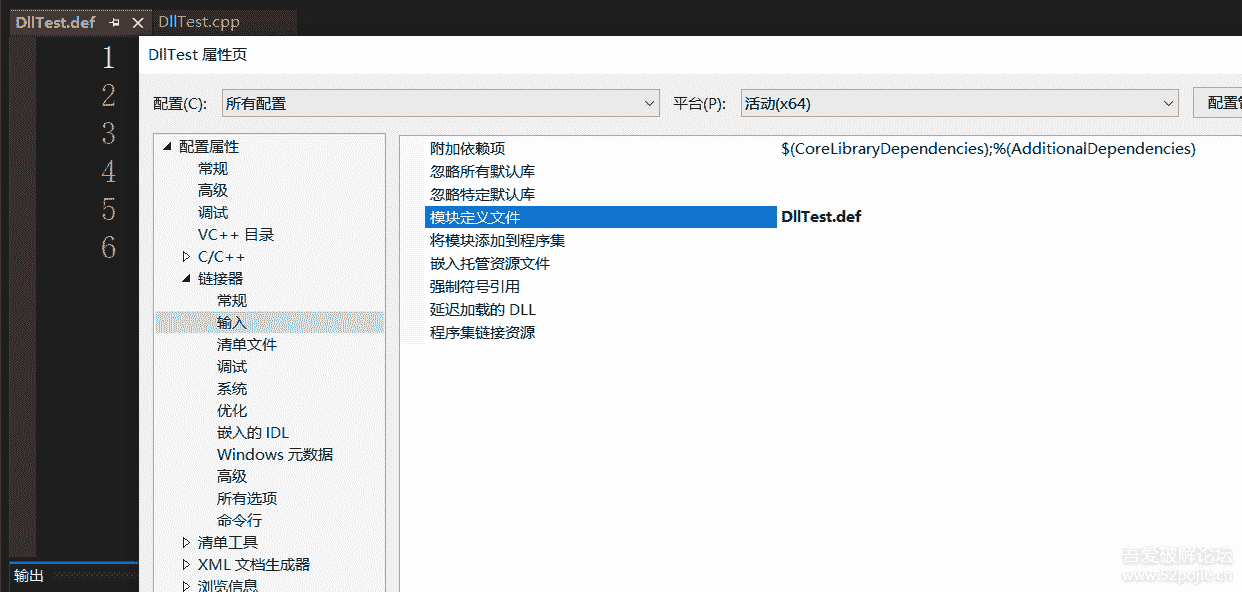 DllTest.def DllTest.cpp
1
2
3
4
5
6
DllTest 属性页
配置(C): 所有配置 平台(P): 活动(x64) 配置
配置属性
常规
高级
调试
VC++ 目录
C/C++
链接器
常规
输入
清单文件
调试
系统
优化
嵌入的 IDL
Windows 元数据
高级
所有选项
命令行
清单工具
XML 文档生成器
浏览信息
附加依赖项 $(CoreLibraryDependencies);%(AdditionalDependencies)
忽略所有默认库
忽略特定默认库
模块定义文件 DllTest.def
将模块添加到程序集
嵌入托管资源文件
强制符号引用
延迟加载的 DLL
程序集链接资源
输出
吾爱破解论坛
www.52pojie.cn